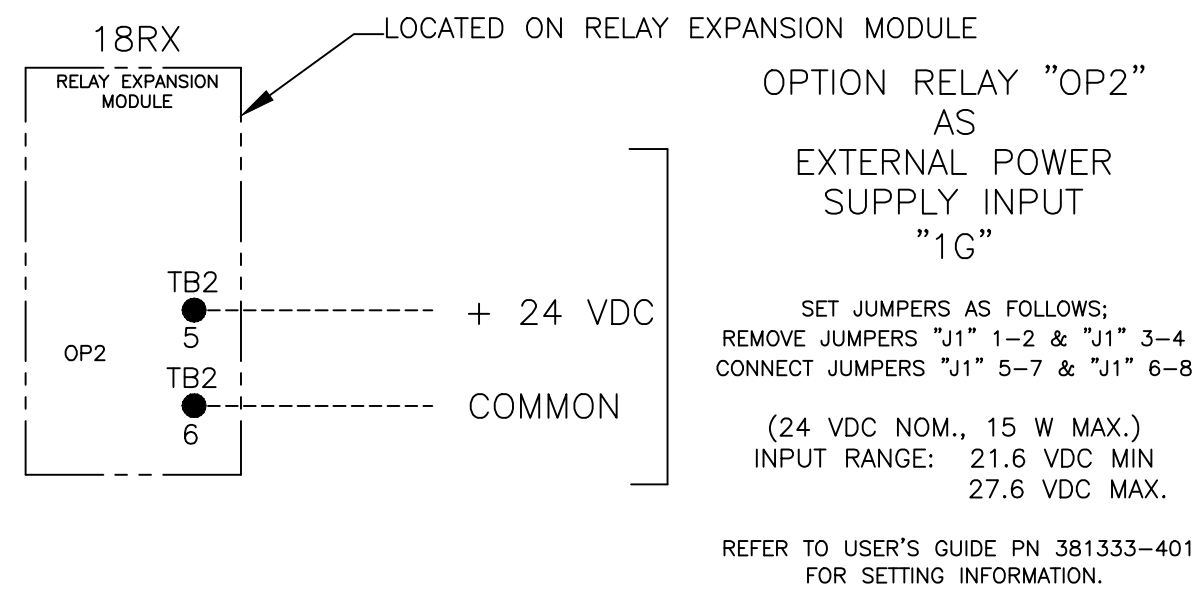 18RX
LOCATED ON RELAY EXPANSION MODULE
RELAY EXPANSION
MODULE
TB2
5
OP2
TB2
6
+ 24 VDC
COMMON
OPTION RELAY "OP2"
AS
EXTERNAL POWER
SUPPLY INPUT
"1G"
SET JUMPERS AS FOLLOWS;
REMOVE JUMPERS "J1" 1-2 & "J1" 3-4
CONNECT JUMPERS "J1" 5-7 & "J1" 6-8
(24 VDC NOM., 15 W MAX.)
INPUT RANGE: 21.6 VDC MIN
27.6 VDC MAX.
REFER TO USER'S GUIDE PN 381333-401
FOR SETTING INFORMATION.